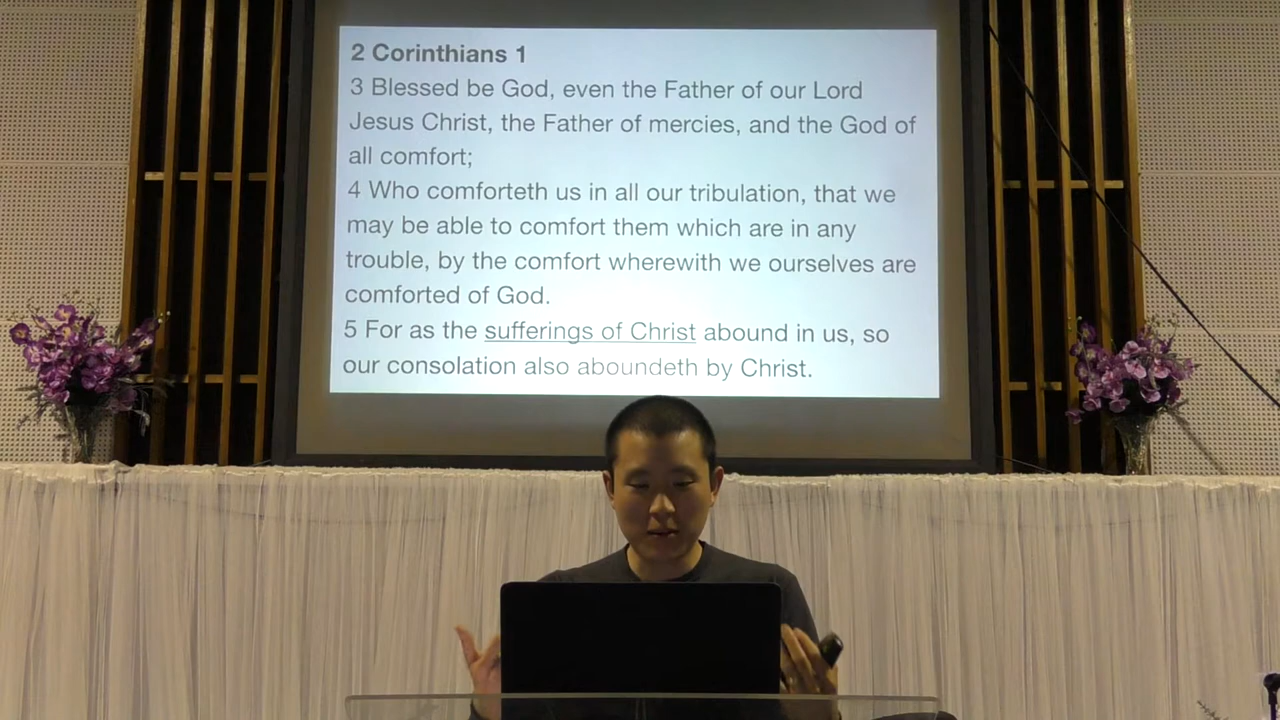 2 Corinthians 1
3 Blessed be God, even the Father of our Lord
Jesus Christ, the Father of mercies, and the God of
all comfort;
4 Who comforteth us in all our tribulation, that we
may be able to comfort them which are in any
trouble, by the comfort wherewith we ourselves are
comforted of God.
5 For as the sufferings of Christ abound in us, so
our consolation also aboundeth by Christ.